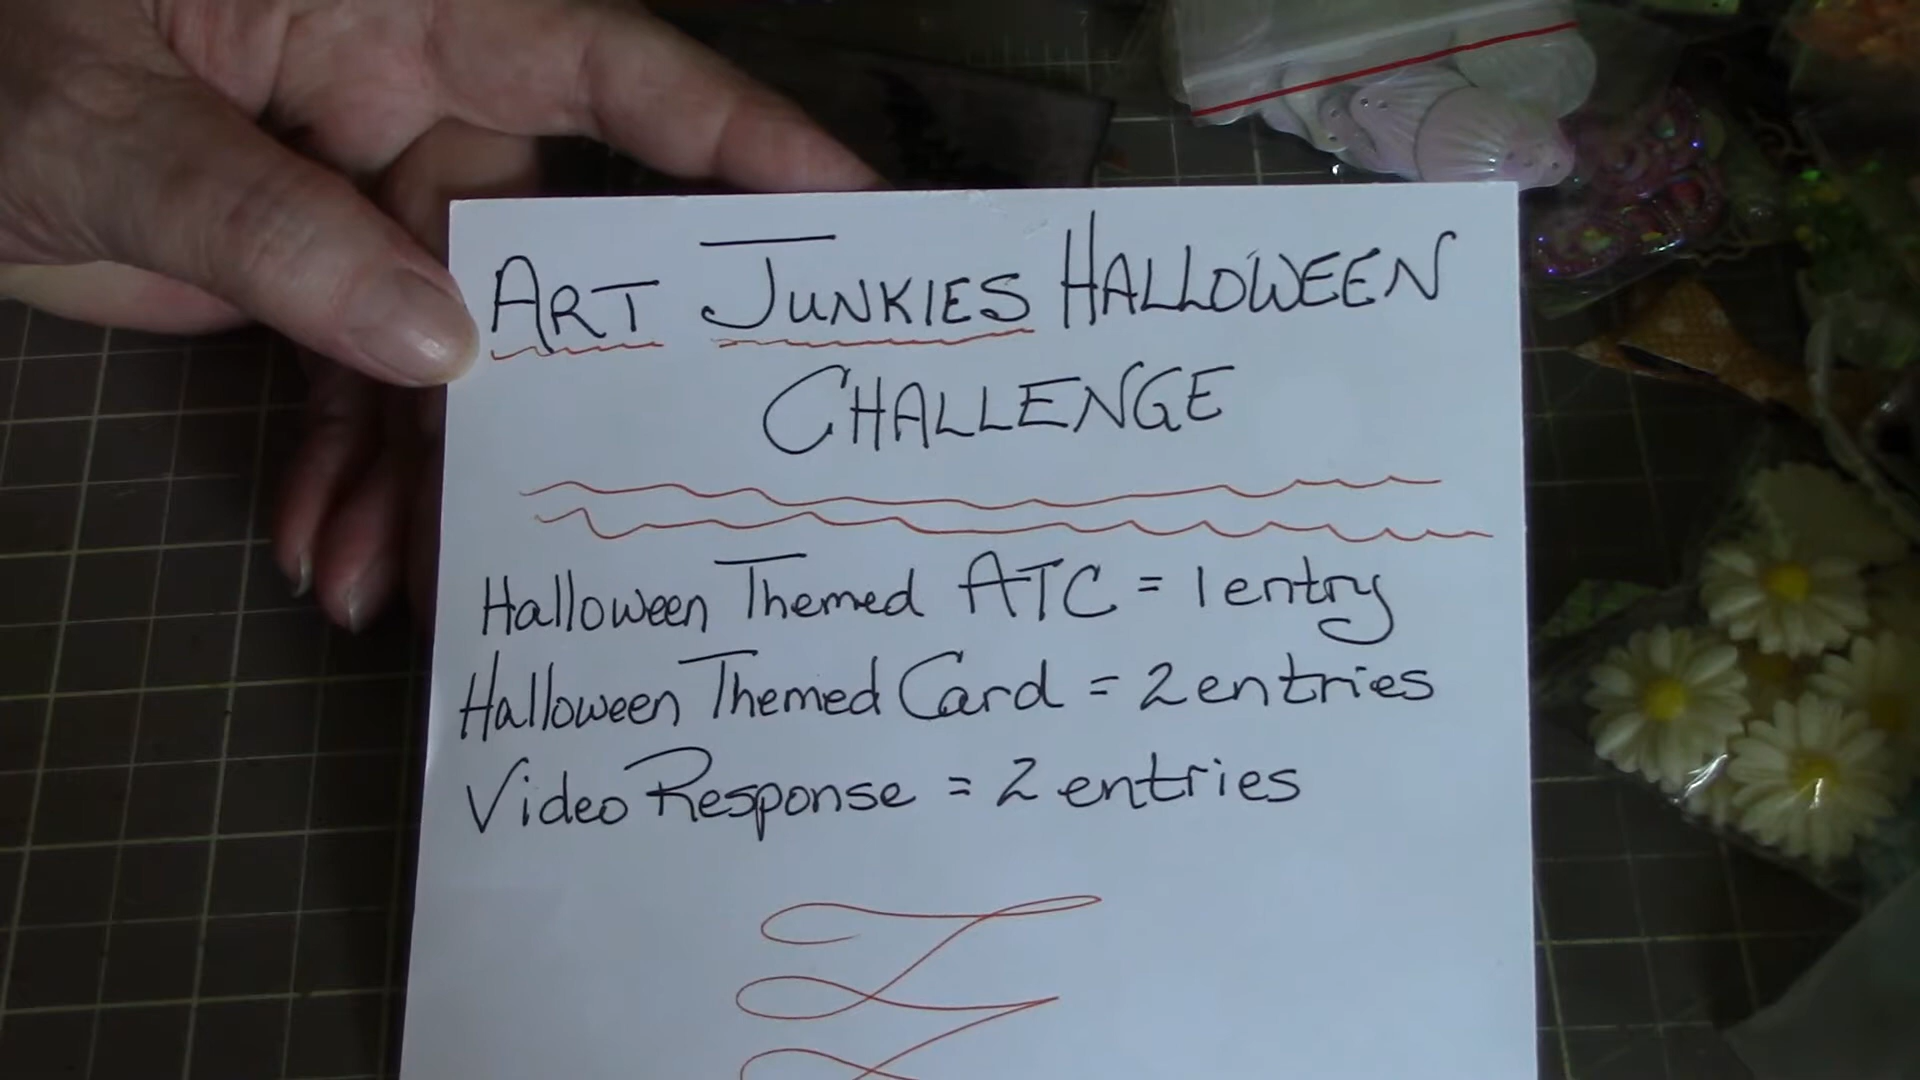 ART JUNKIES HALLOWEEN
CHALLENGE
Halloween Themed ATC = 1 entry
Halloween Themed Card = 2 entries
Video Response = 2 entries